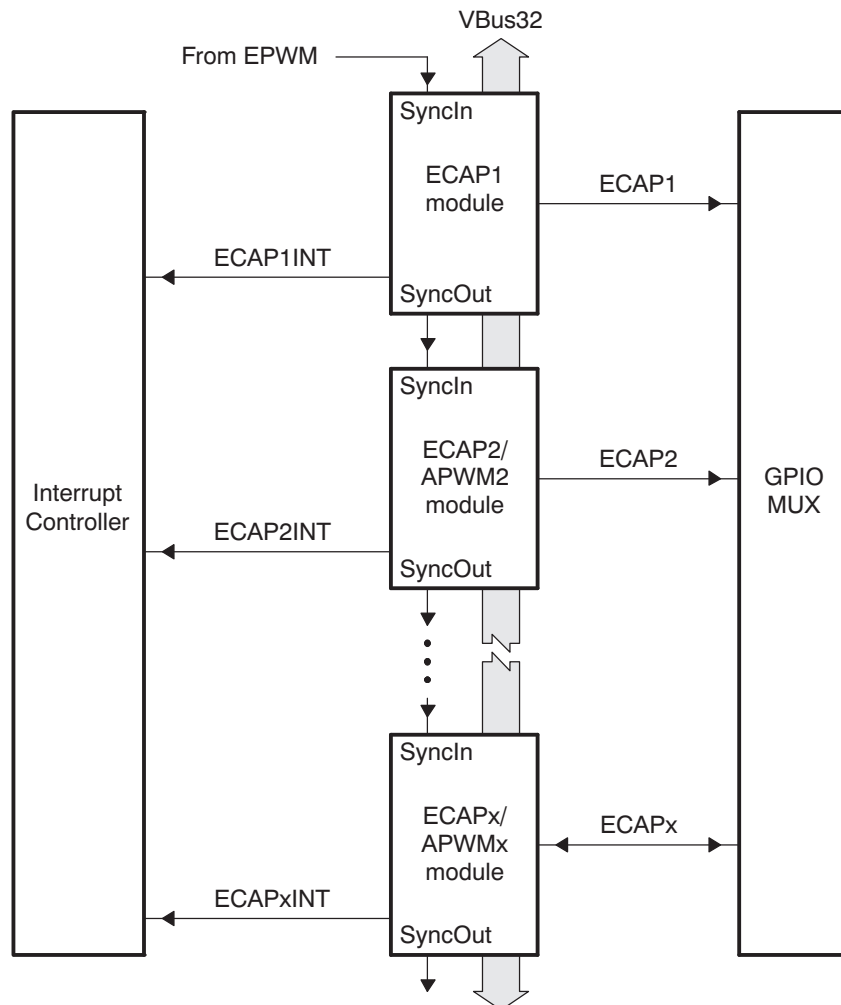 VBus32
From EPWM
SyncIn
ECAP1
module
ECAP1
ECAP1INT
SyncOut
SyncIn
ECAP2/
APWM2
module
ECAP2
Interrupt
Controller
GPIO
MUX
ECAP2INT
SyncOut
SyncIn
ECAPx/
APWMx
module
ECAPx
ECAPxINT
SyncOut